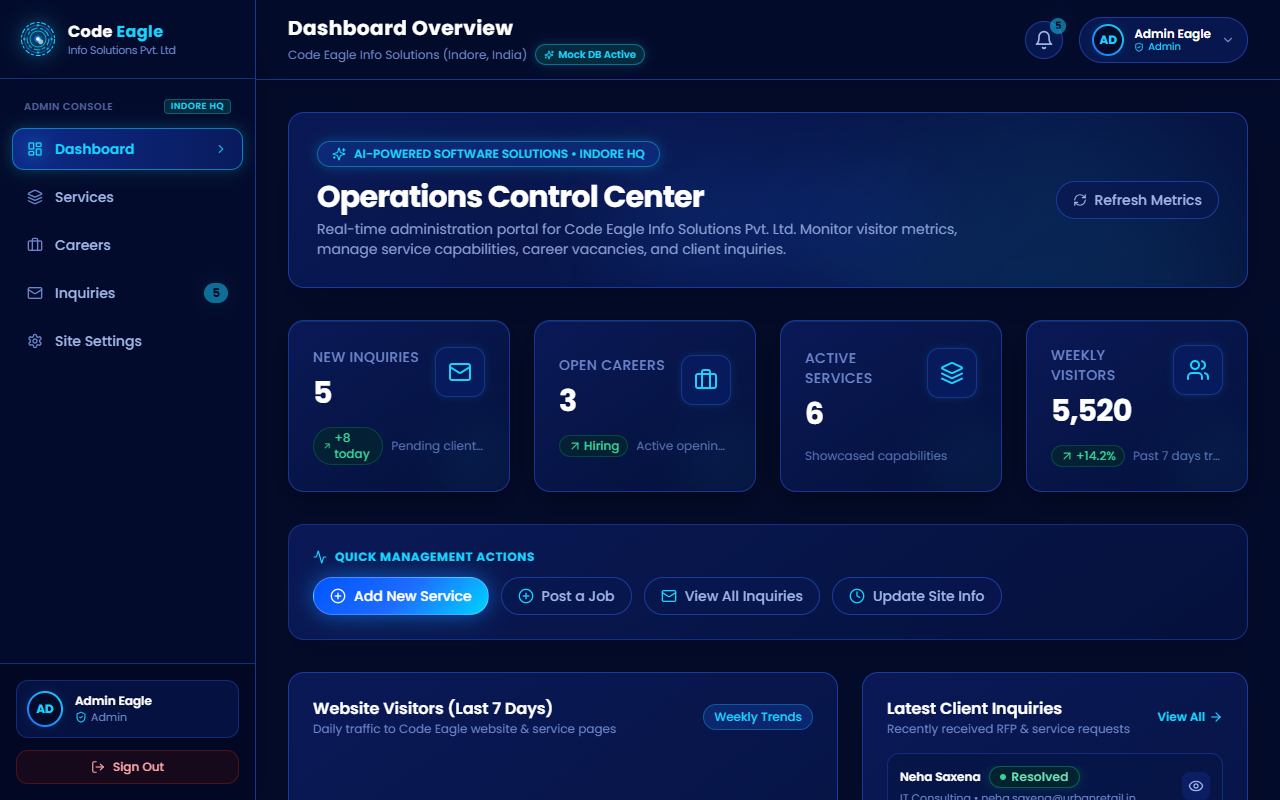 Code Eagle
Info Solutions Pvt. Ltd
ADMIN CONSOLE
INDORE HQ
Dashboard
Services
Careers
Inquiries
5
Site Settings
AD
Admin Eagle
Admin
Sign Out
Dashboard Overview
Code Eagle Info Solutions (Indore, India)
Mock DB Active
5
AD
Admin Eagle
Admin
AI-POWERED SOFTWARE SOLUTIONS • INDORE HQ
Operations Control Center
Real-time administration portal for Code Eagle Info Solutions Pvt. Ltd. Monitor visitor metrics,
manage service capabilities, career vacancies, and client inquiries.
Refresh Metrics
NEW INQUIRIES
5
+8
today
Pending client...
OPEN CAREERS
3
Hiring
Active openin...
ACTIVE
SERVICES
6
Showcased capabilities
WEEKLY
VISITORS
5,520
+14.2%
Past 7 days tr...
QUICK MANAGEMENT ACTIONS
Add New Service
Post a Job
View All Inquiries
Update Site Info
Website Visitors (Last 7 Days)
Daily traffic to Code Eagle website & service pages
Weekly Trends
Latest Client Inquiries
Recently received RFP & service requests
View All
Neha Saxena
Resolved
IT Consulting • neha.saxena@urbanretail.in